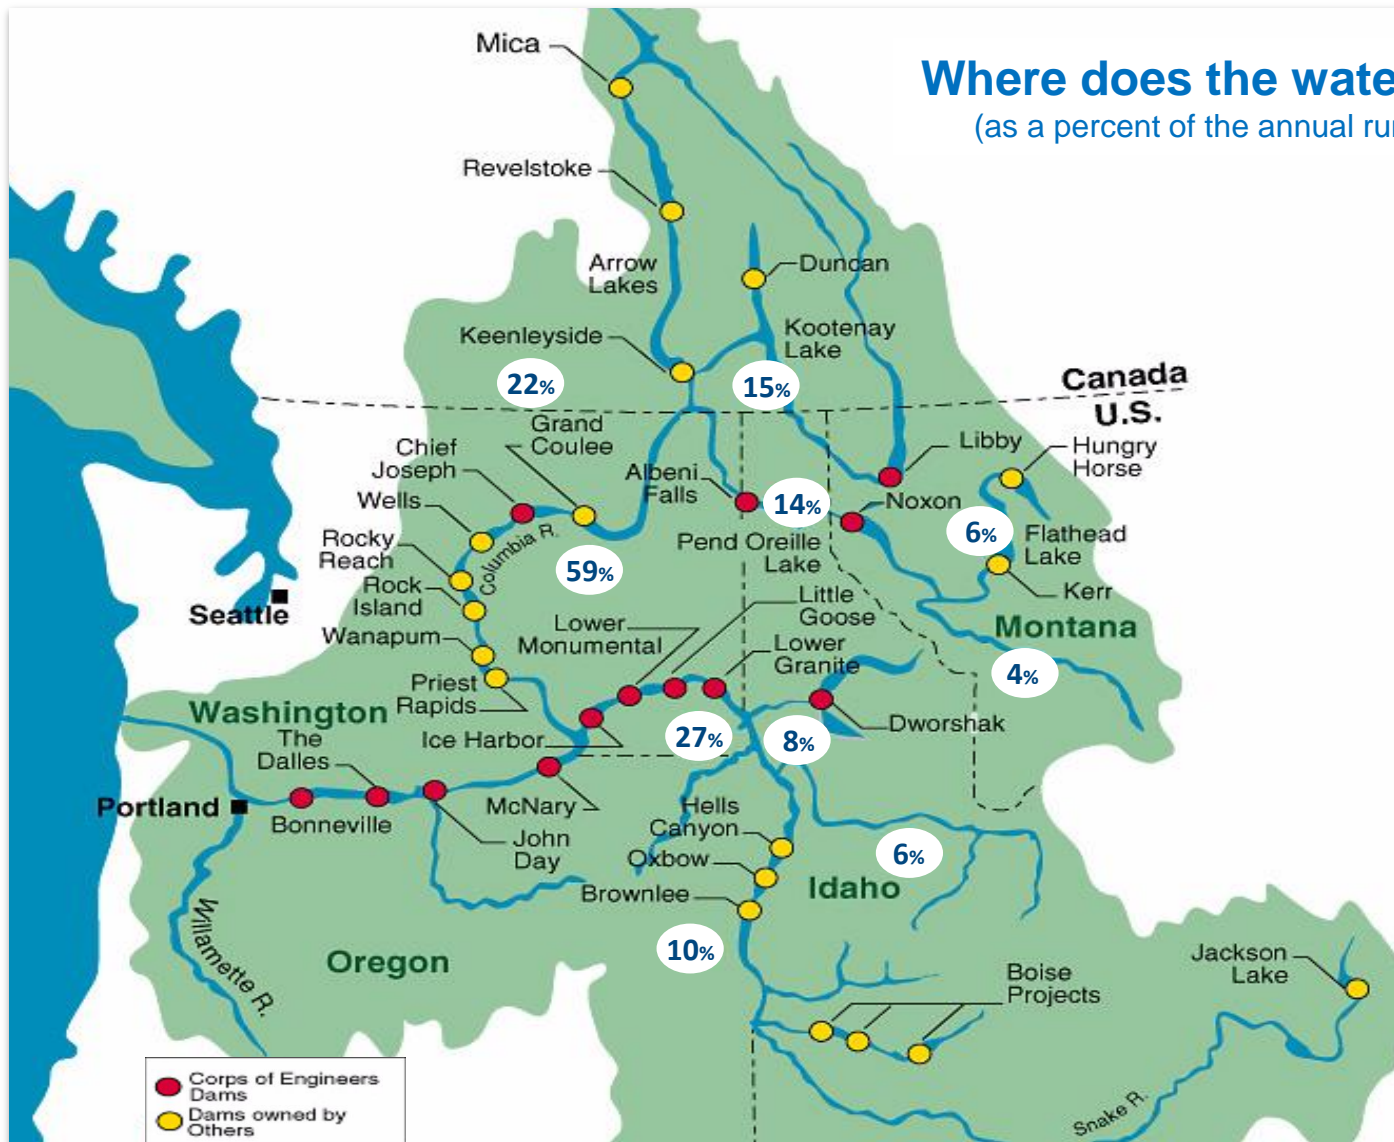 Where does the wate
(as a percent of the annual run
Mica
Revelstoke
Arrow
Lakes
Duncan
Keenleyside
Kootenay
Lake
22%
15%
Canada
U.S.
Grand
Coulee
Chief
Joseph
Libby
Hungry
Horse
Albeni
Falls
Wells
14%
Noxon
Rocky
Reach
Columbia R.
Pend Oreille
Lake
6%
Flathead
Lake
59%
Rock
Island
Kerr
Seattle
Little
Goose
Wanapum
Lower
Monumental
Lower
Granite
Montana
Priest
Rapids
4%
Washington
Ice Harbor
27%
8%
Dworshak
The
Dalles
Portland
Bonneville
McNary
John
Day
Hells
Canyon
Oxbow
6%
Brownlee
Idaho
Willamette R.
10%
Oregon
Boise
Projects
Jackson
Lake
Corps of Engineers
Dams
Dams owned by
Others
Snake R.